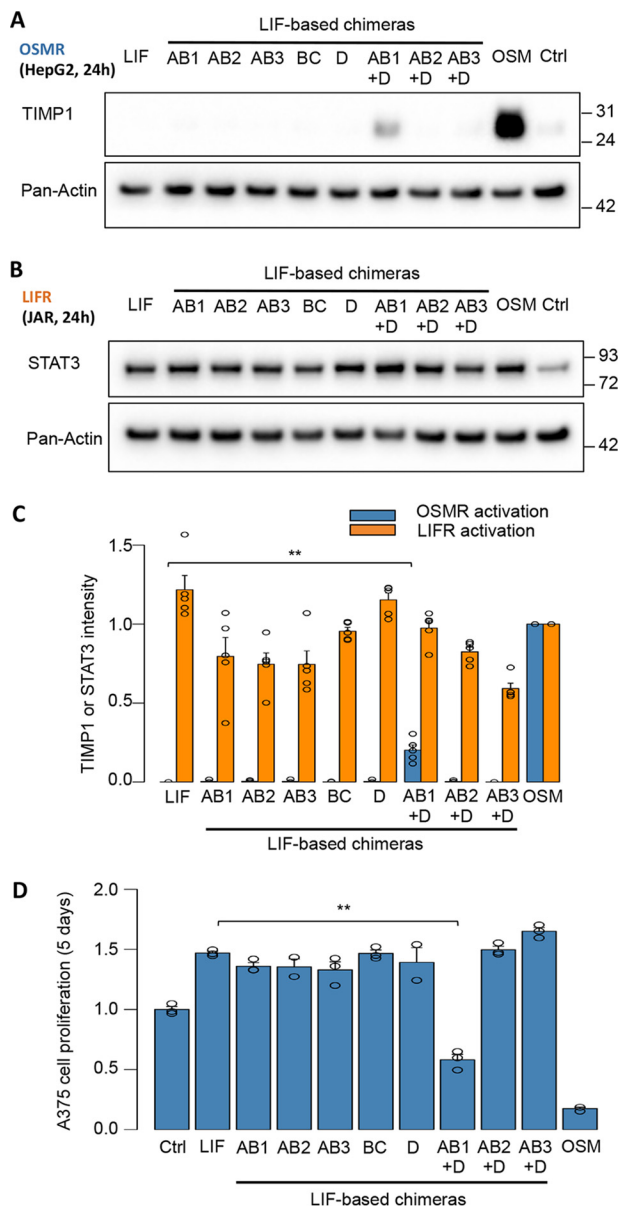 A
LIF-based chimeras
OSMR
(HepG2, 24h)
LIF AB1 AB2 AB3 BC D AB1 +D AB2 +D AB3 +D OSM Ctrl
TIMP1
31
24
Pan-Actin
42
B
LIF-based chimeras
LIFR
(JAR, 24h)
LIF AB1 AB2 AB3 BC D AB1 +D AB2 +D AB3 +D OSM Ctrl
STAT3
93
72
Pan-Actin
42
C
OSMR activation
LIFR activation
**
TIMP1 or STAT3 intensity
1.5
1.0
0.5
0.0
LIF AB1 AB2 AB3 BC D AB1 +D AB2 +D AB3 +D OSM
LIF-based chimeras
D
**
A375 cell proliferation (5 days)
2.0
1.5
1.0
0.5
0.0
Ctrl LIF AB1 AB2 AB3 BC D AB1 +D AB2 +D AB3 +D OSM
LIF-based chimeras